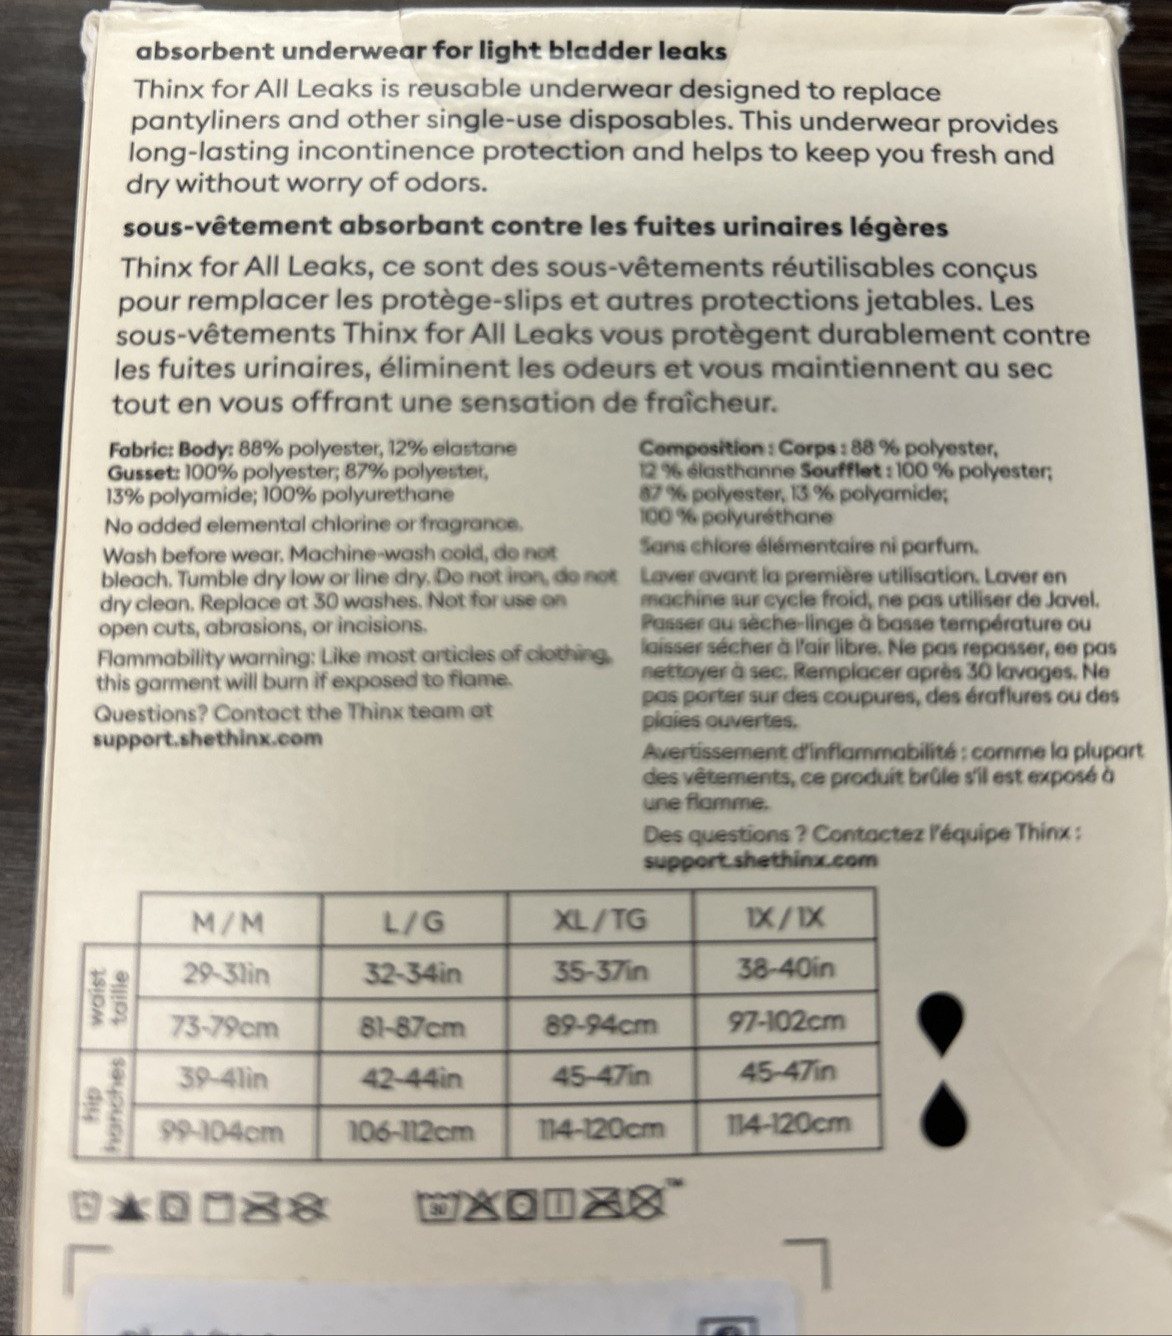 absorbent underwear for light bladder leaks
Thinx for All Leaks is reusable underwear designed to replace
pantyliners and other single-use disposables. This underwear provides
long-lasting incontinence protection and helps to keep you fresh and
dry without worry of odors.
sous-vêtement absorbant contre les fuites urinaires légères
Thinx for All Leaks, ce sont des sous-vêtements réutilisables conçus
pour remplacer les protège-slips et autres protections jetables. Les
sous-vêtements Thinx for All Leaks vous protègent durablement contre
les fuites urinaires, éliminent les odeurs et vous maintiennent au sec
tout en vous offrant une sensation de fraîcheur.
Fabric: Body: 88% polyester, 12% elastane
Gusset: 100% polyester; 87% polyester,
13% polyamide; 100% polyurethane
No added elemental chlorine or fragrance.
Wash before wear. Machine-wash cold, do not
bleach. Tumble dry low or line dry. Do not iron, do not
dry clean. Replace at 30 washes. Not for use on
open cuts, abrasions, or incisions.
Flammability warning: Like most articles of clothing,
this garment will burn if exposed to flame.
Questions? Contact the Thinx team at
support.shethinx.com
Composition : Corps : 88 % polyester,
12 % élasthanne Soufflet : 100 % polyester;
87 % polyester, 13 % polyamide;
100 % polyuréthane
Sans chlore élémentaire ni parfum.
Laver avant la première utilisation. Laver en
machine sur cycle froid, ne pas utiliser de Javel.
Passer au sèche-linge à basse température ou
laisser sécher à l'air libre. Ne pas repasser, ne pas
nettoyer à sec. Remplacer après 30 lavages. Ne
pas porter sur des coupures, des éraflures ou des
plaies ouvertes.
Avertissement d'inflammabilité : comme la plupart
des vêtements, ce produit brûle s'il est exposé à
une flamme.
Des questions ? Contactez l'équipe Thinx :
support.shethinx.com
M / M L / G XL / TG 1X / 1X
waist
taille
29-31in 32-34in 35-37in 38-40in
73-79cm 81-87cm 89-94cm 97-102cm
hip
hanches
39-41in 42-44in 45-47in 45-47in
99-104cm 106-112cm 114-120cm 114-120cm
30
TM